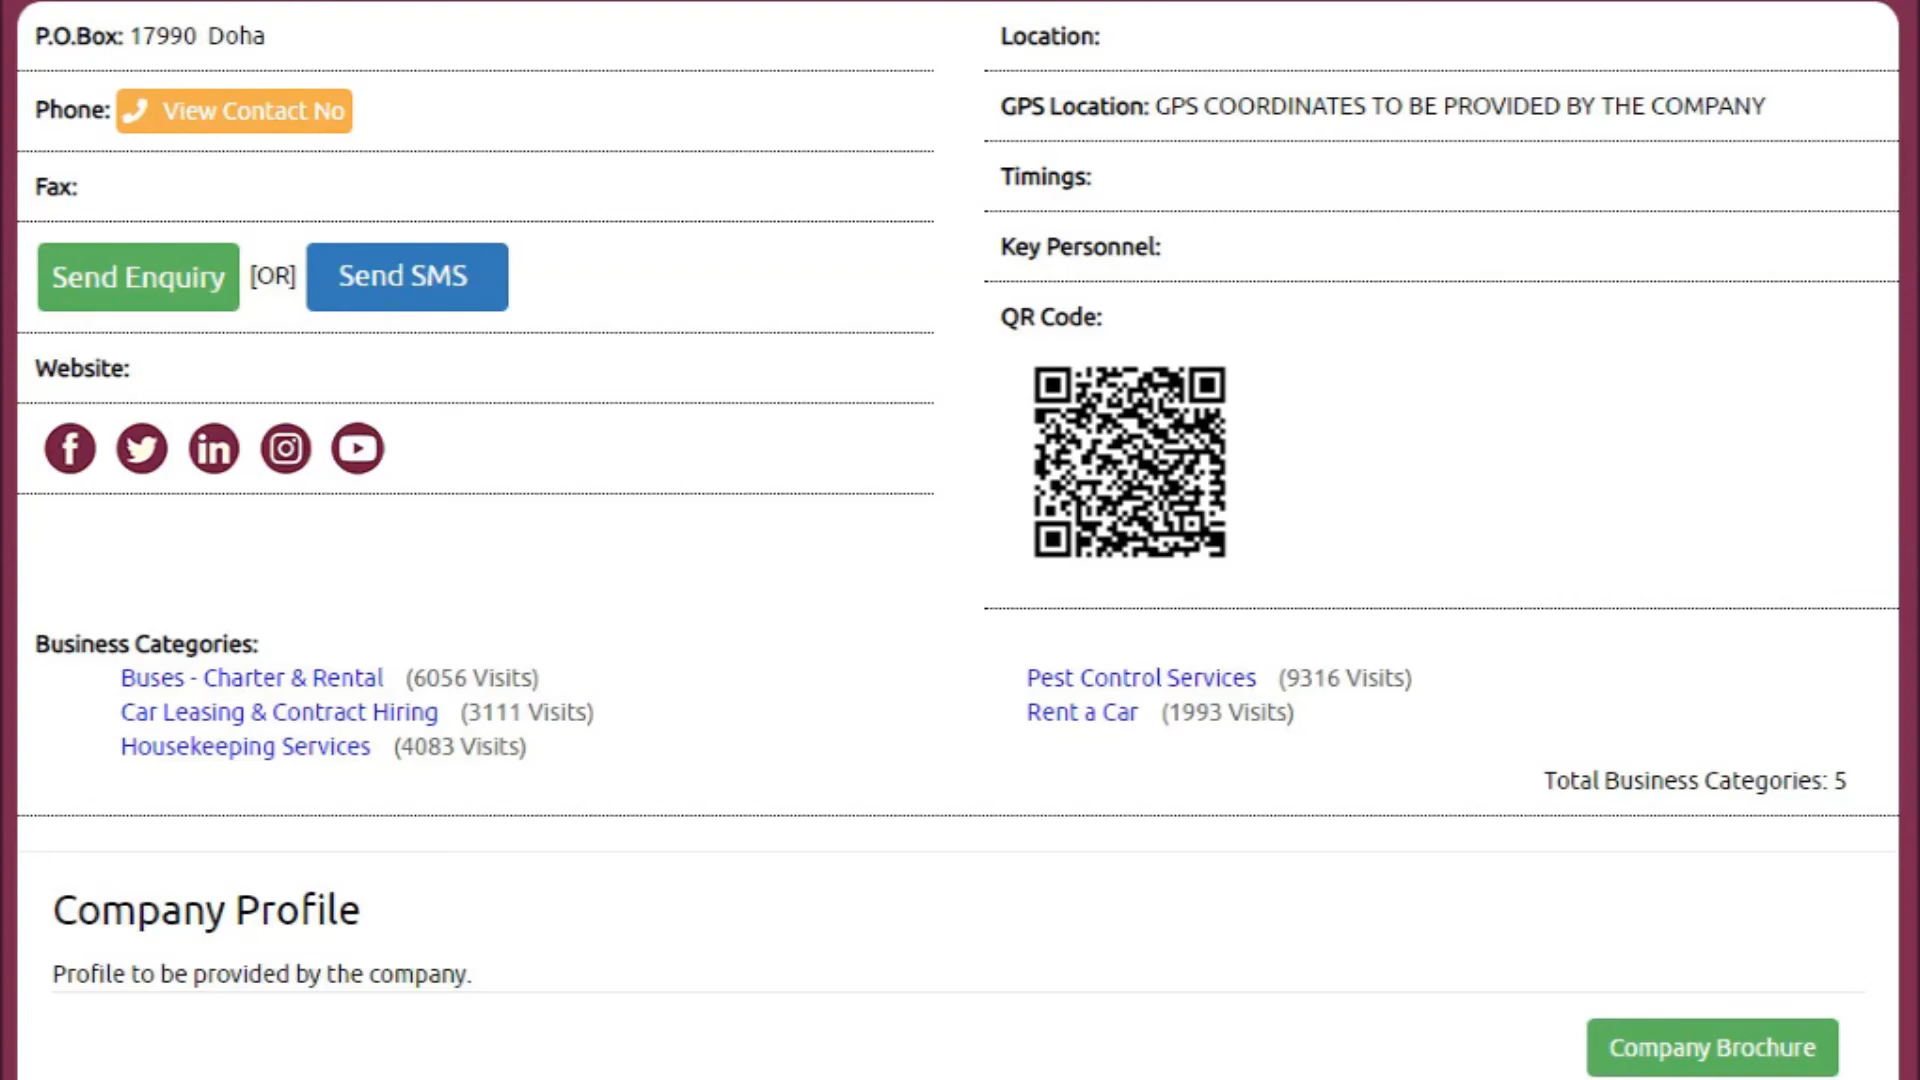 P.O.Box: 17990 Doha
Phone: View Contact No
Fax:
Send Enquiry [OR] Send SMS
Website:
Location:
GPS Location: GPS COORDINATES TO BE PROVIDED BY THE COMPANY
Timings:
Key Personnel:
QR Code:
Business Categories:
Buses - Charter & Rental (6056 Visits)
Car Leasing & Contract Hiring (3111 Visits)
Housekeeping Services (4083 Visits)
Pest Control Services (9316 Visits)
Rent a Car (1993 Visits)
Total Business Categories: 5
Company Profile
Profile to be provided by the company.
Company Brochure